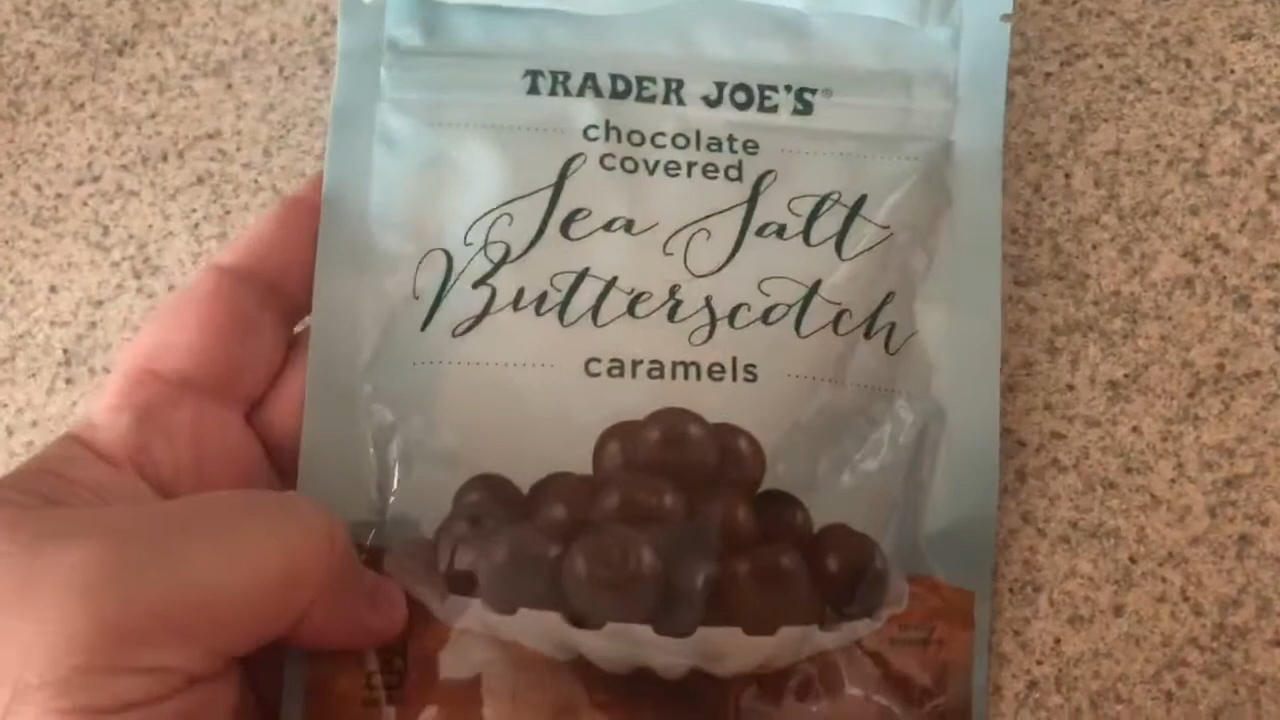 TRADER JOE'S®
chocolate
covered
Sea Salt
Butterscotch
caramels